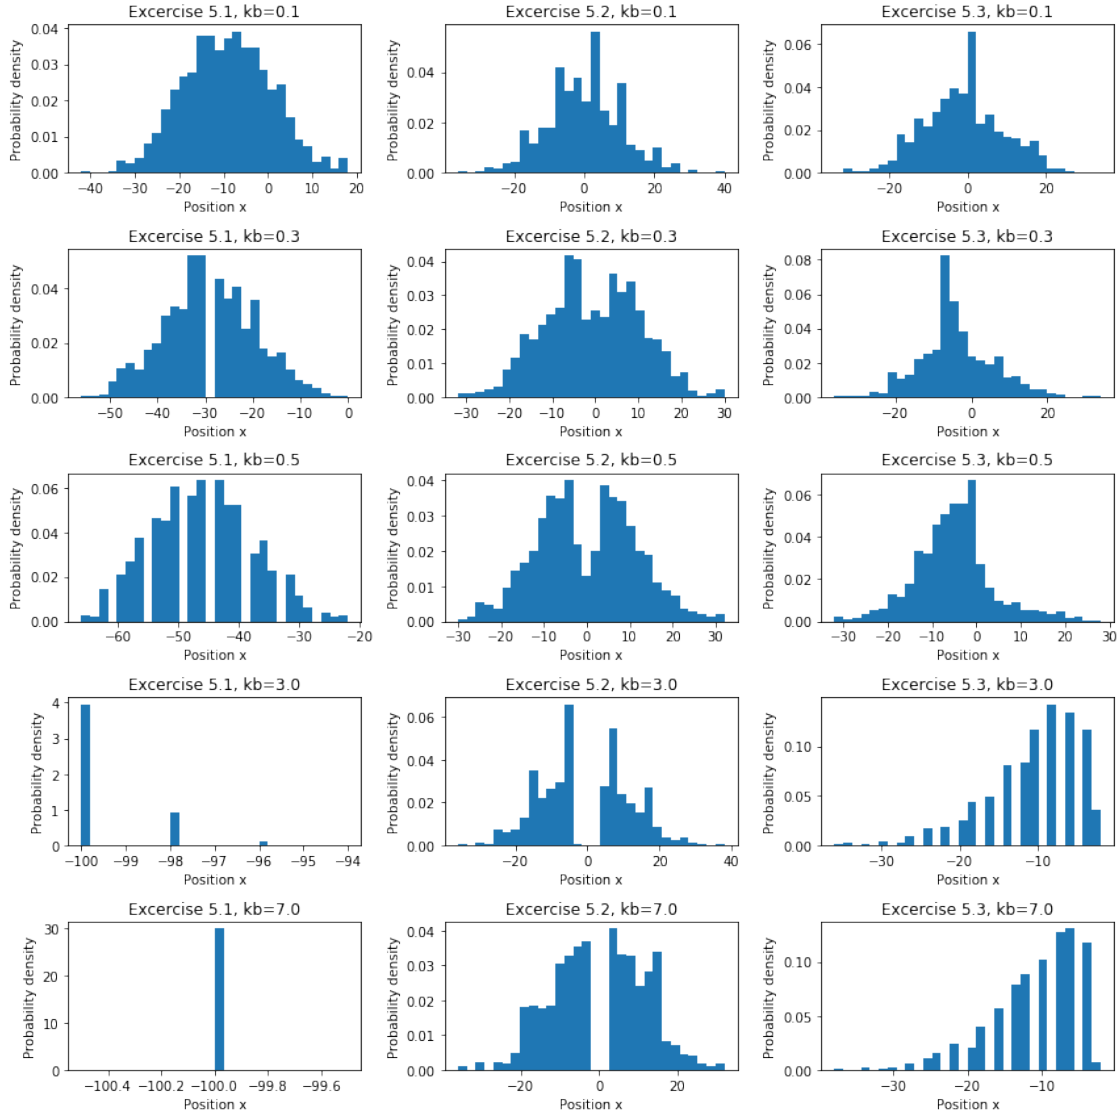 Excercise 5.1, kb=0.1
Probability density
0.04
0.03
0.02
0.01
0.00
−40 −30 −20 −10 0 10 20
Position x
Excercise 5.2, kb=0.1
Probability density
0.04
0.02
0.00
−20 0 20 40
Position x
Excercise 5.3, kb=0.1
Probability density
0.06
0.04
0.02
0.00
−20 0 20
Position x
Excercise 5.1, kb=0.3
Probability density
0.04
0.02
0.00
−50 −40 −30 −20 −10 0
Position x
Excercise 5.2, kb=0.3
Probability density
0.04
0.03
0.02
0.01
0.00
−30 −20 −10 0 10 20 30
Position x
Excercise 5.3, kb=0.3
Probability density
0.08
0.06
0.04
0.02
0.00
−20 0 20
Position x
Excercise 5.1, kb=0.5
Probability density
0.06
0.04
0.02
0.00
−60 −50 −40 −30 −20
Position x
Excercise 5.2, kb=0.5
Probability density
0.04
0.03
0.02
0.01
0.00
−30 −20 −10 0 10 20 30
Position x
Excercise 5.3, kb=0.5
Probability density
0.06
0.04
0.02
0.00
−30 −20 −10 0 10 20 30
Position x
Excercise 5.1, kb=3.0
Probability density
4
3
2
1
0
−100 −99 −98 −97 −96 −95 −94
Position x
Excercise 5.2, kb=3.0
Probability density
0.06
0.04
0.02
0.00
−20 0 20 40
Position x
Excercise 5.3, kb=3.0
Probability density
0.10
0.05
0.00
−30 −20 −10
Position x
Excercise 5.1, kb=7.0
Probability density
30
20
10
0
−100.4 −100.2 −100.0 −99.8 −99.6
Position x
Excercise 5.2, kb=7.0
Probability density
0.04
0.03
0.02
0.01
0.00
−20 0 20
Position x
Excercise 5.3, kb=7.0
Probability density
0.10
0.05
0.00
−30 −20 −10
Position x